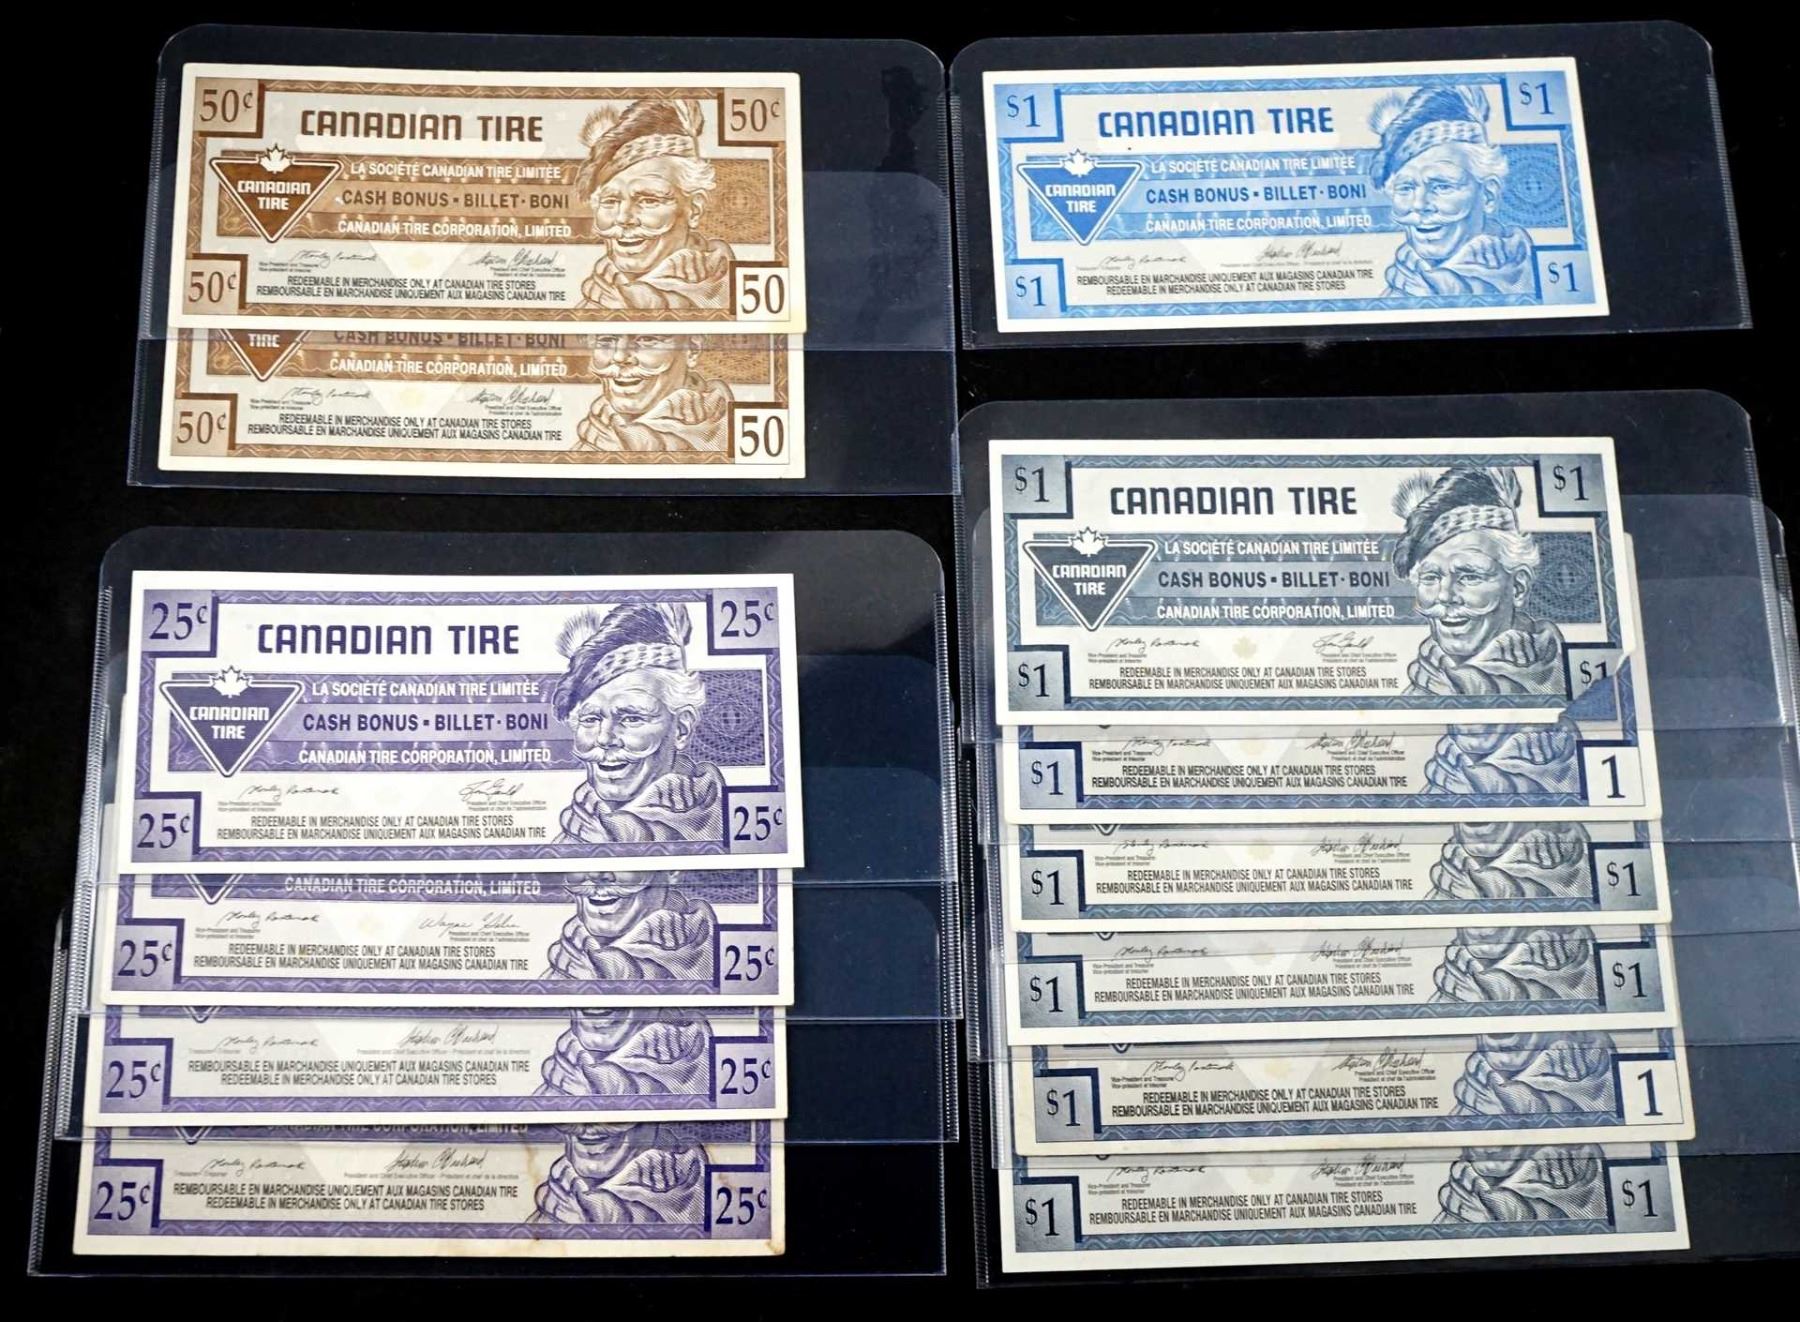 50¢ 50¢
CANADIAN TIRE
LA SOCIÉTÉ CANADIAN TIRE LIMITÉE
CANADIAN
TIRE
CASH BONUS ▪ BILLET · BONI
CANADIAN TIRE CORPORATION, LIMITED
50¢ 50
REDEEMABLE IN MERCHANDISE ONLY AT CANADIAN TIRE STORES
REMBOURSABLE EN MARCHANDISE UNIQUEMENT AUX MAGASINS CANADIAN TIRE
TIRE
CASH BONUS ▪ BILLET · BONI
CANADIAN TIRE CORPORATION, LIMITED
50¢ 50
REDEEMABLE IN MERCHANDISE ONLY AT CANADIAN TIRE STORES
REMBOURSABLE EN MARCHANDISE UNIQUEMENT AUX MAGASINS CANADIAN TIRE
25¢ 25¢
CANADIAN TIRE
LA SOCIÉTÉ CANADIAN TIRE LIMITÉE
CANADIAN
TIRE
CASH BONUS ▪ BILLET · BONI
CANADIAN TIRE CORPORATION, LIMITED
25¢ 25¢
REDEEMABLE IN MERCHANDISE ONLY AT CANADIAN TIRE STORES
REMBOURSABLE EN MARCHANDISE UNIQUEMENT AUX MAGASINS CANADIAN TIRE
CANADIAN TIRE CORPORATION, LIMITED
25¢ 25¢
REDEEMABLE IN MERCHANDISE ONLY AT CANADIAN TIRE STORES
REMBOURSABLE EN MARCHANDISE UNIQUEMENT AUX MAGASINS CANADIAN TIRE
25¢ 25¢
REMBOURSABLE EN MARCHANDISE UNIQUEMENT AUX MAGASINS CANADIAN TIRE
REDEEMABLE IN MERCHANDISE ONLY AT CANADIAN TIRE STORES
CANADIAN TIRE CORPORATION, LIMITED
25¢ 25¢
REMBOURSABLE EN MARCHANDISE UNIQUEMENT AUX MAGASINS CANADIAN TIRE
REDEEMABLE IN MERCHANDISE ONLY AT CANADIAN TIRE STORES
$1 $1
CANADIAN TIRE
LA SOCIÉTÉ CANADIAN TIRE LIMITÉE
CANADIAN
TIRE
CASH BONUS ▪ BILLET · BONI
CANADIAN TIRE CORPORATION, LIMITED
$1 $1
REMBOURSABLE EN MARCHANDISE UNIQUEMENT AUX MAGASINS CANADIAN TIRE
REDEEMABLE IN MERCHANDISE ONLY AT CANADIAN TIRE STORES
$1 $1
CANADIAN TIRE
LA SOCIÉTÉ CANADIAN TIRE LIMITÉE
CANADIAN
TIRE
CASH BONUS ▪ BILLET · BONI
CANADIAN TIRE CORPORATION, LIMITED
$1 $1
REDEEMABLE IN MERCHANDISE ONLY AT CANADIAN TIRE STORES
REMBOURSABLE EN MARCHANDISE UNIQUEMENT AUX MAGASINS CANADIAN TIRE
$1 1
REDEEMABLE IN MERCHANDISE ONLY AT CANADIAN TIRE STORES
REMBOURSABLE EN MARCHANDISE UNIQUEMENT AUX MAGASINS CANADIAN TIRE
$1 $1
REDEEMABLE IN MERCHANDISE ONLY AT CANADIAN TIRE STORES
REMBOURSABLE EN MARCHANDISE UNIQUEMENT AUX MAGASINS CANADIAN TIRE
$1 $1
REDEEMABLE IN MERCHANDISE ONLY AT CANADIAN TIRE STORES
REMBOURSABLE EN MARCHANDISE UNIQUEMENT AUX MAGASINS CANADIAN TIRE
$1 1
REDEEMABLE IN MERCHANDISE ONLY AT CANADIAN TIRE STORES
REMBOURSABLE EN MARCHANDISE UNIQUEMENT AUX MAGASINS CANADIAN TIRE
$1 $1
REDEEMABLE IN MERCHANDISE ONLY AT CANADIAN TIRE STORES
REMBOURSABLE EN MARCHANDISE UNIQUEMENT AUX MAGASINS CANADIAN TIRE